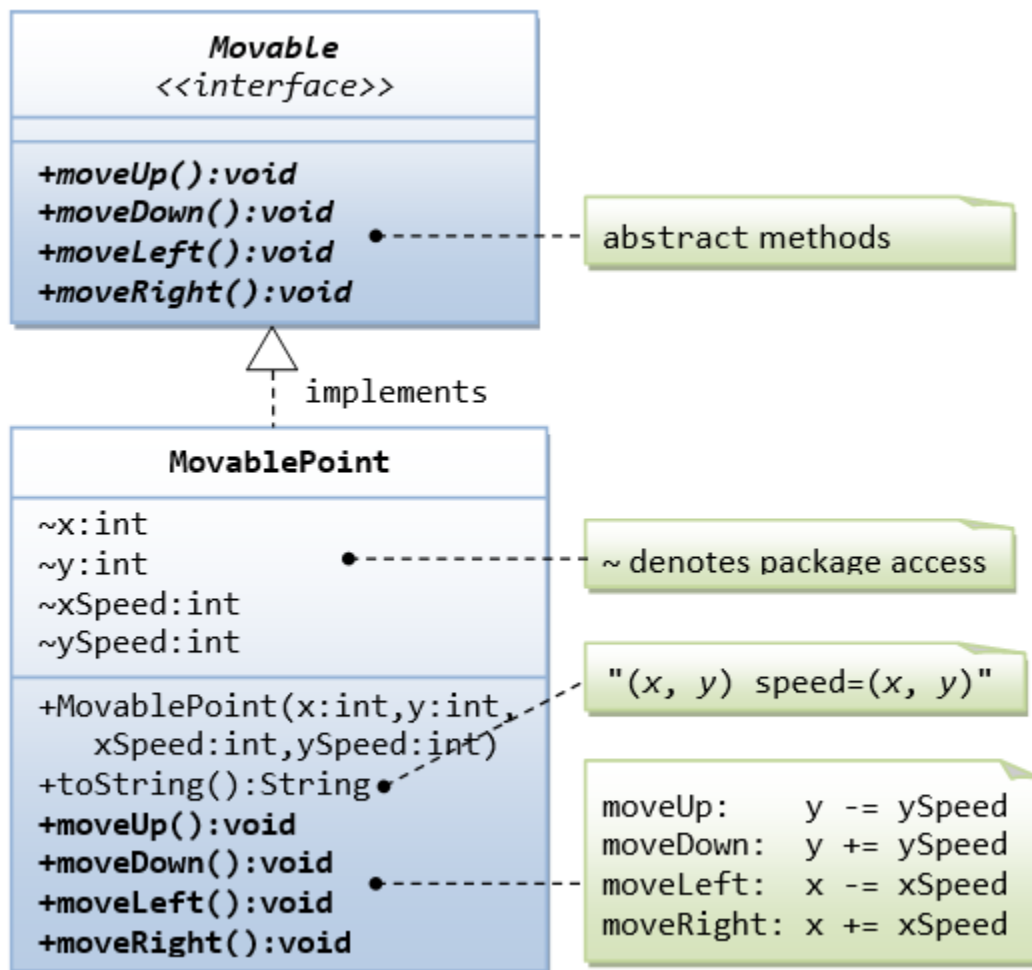 Movable
<<interface>>
+moveUp():void
+moveDown():void
+moveLeft():void
+moveRight():void
abstract methods
implements
MovablePoint
~x:int
~y:int
~xSpeed:int
~ySpeed:int
~ denotes package access
+MovablePoint(x:int,y:int,
xSpeed:int,ySpeed:int)
+toString():String
+moveUp():void
+moveDown():void
+moveLeft():void
+moveRight():void
"(x, y) speed=(x, y)"
moveUp: y -= ySpeed
moveDown: y += ySpeed
moveLeft: x -= xSpeed
moveRight: x += xSpeed